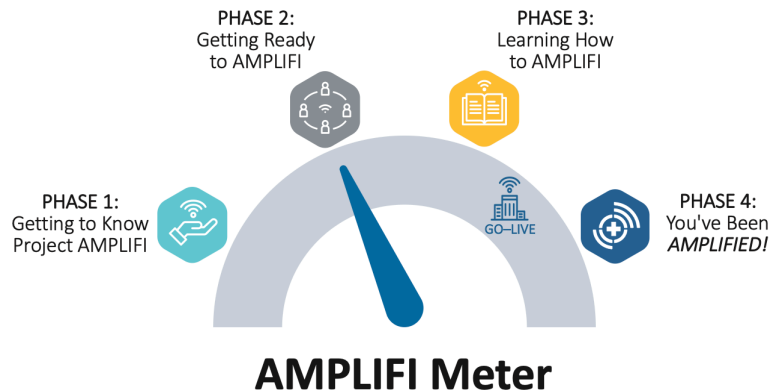 PHASE 1:
Getting to Know
Project AMPLIFI
PHASE 2:
Getting Ready
to AMPLIFI
PHASE 3:
Learning How
to AMPLIFI
GO–LIVE
PHASE 4:
You've Been
AMPLIFIED!
AMPLIFI Meter